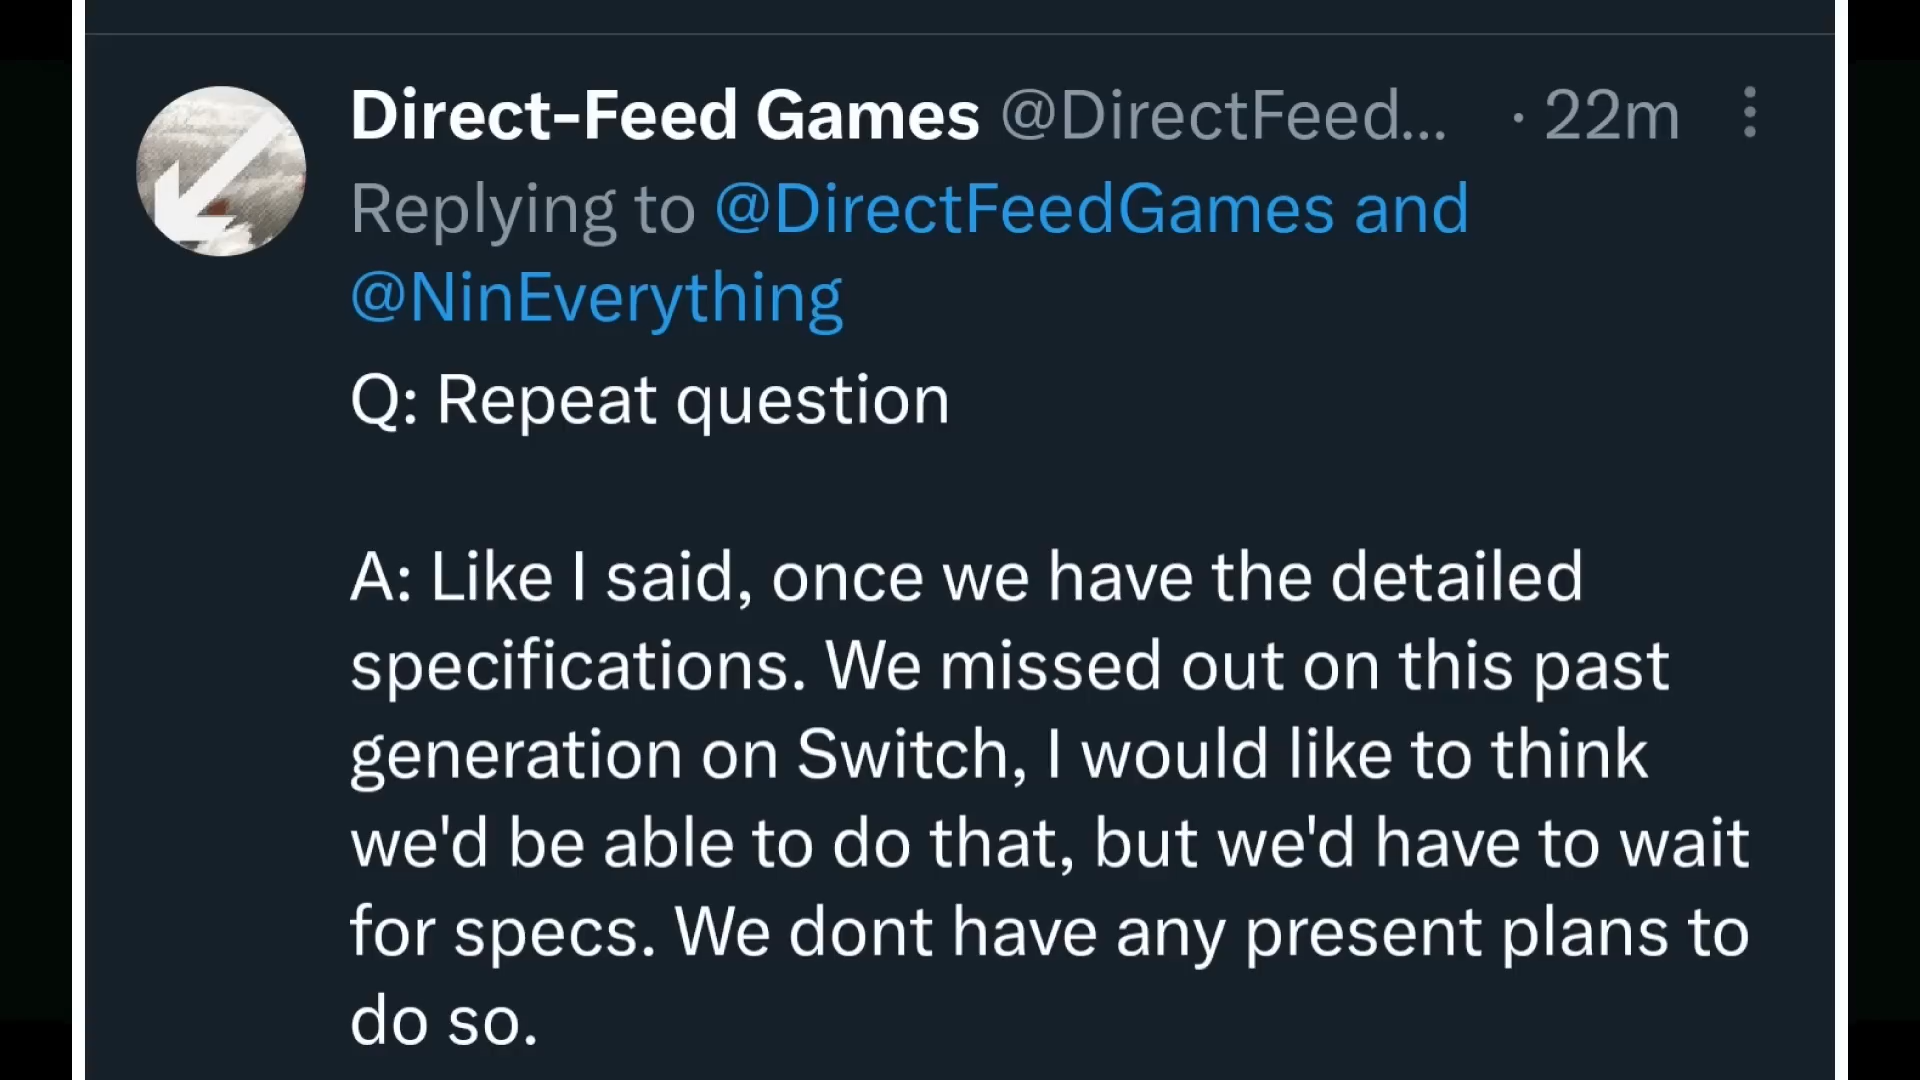 Direct-Feed Games @DirectFeed... · 22m
Replying to @DirectFeedGames and
@NinEverything
Q: Repeat question
A: Like I said, once we have the detailed
specifications. We missed out on this past
generation on Switch, I would like to think
we'd be able to do that, but we'd have to wait
for specs. We dont have any present plans to
do so.